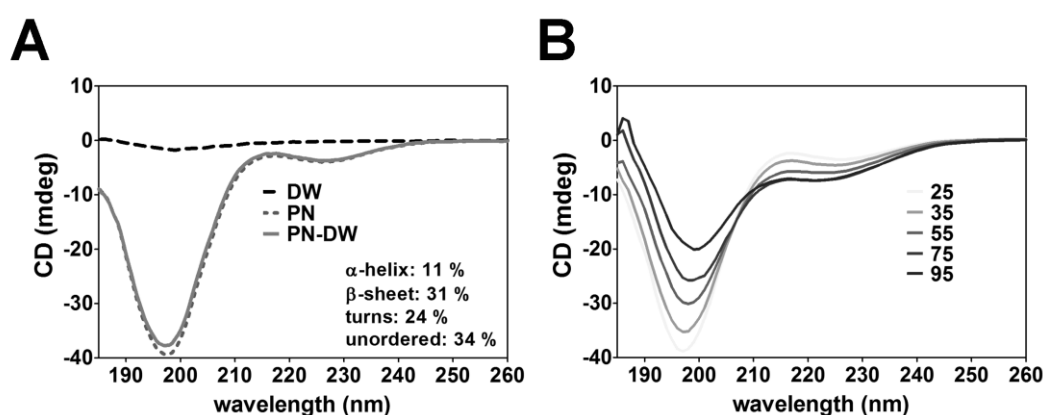 A
CD (mdeg)
10
0
-10
-20
-30
-40
DW
PN
PN-DW
α-helix: 11 %
β-sheet: 31 %
turns: 24 %
unordered: 34 %
190 200 210 220 230 240 250 260
wavelength (nm)
B
CD (mdeg)
10
0
-10
-20
-30
-40
25
35
55
75
95
190 200 210 220 230 240 250 260
wavelength (nm)